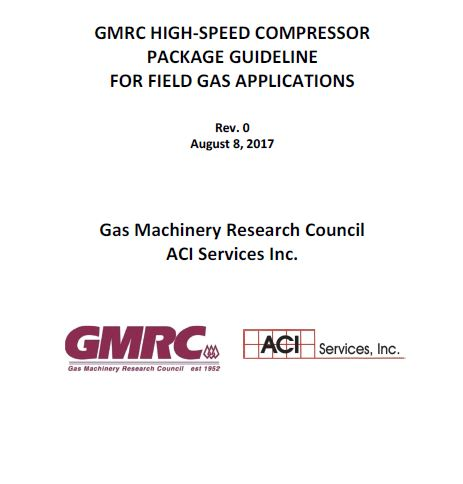 GMRC HIGH-SPEED COMPRESSOR
PACKAGE GUIDELINE
FOR FIELD GAS APPLICATIONS
Rev. 0
August 8, 2017
Gas Machinery Research Council
ACI Services Inc.
GMRC
Gas Machinery Research Council est 1952
ACI Services, Inc.